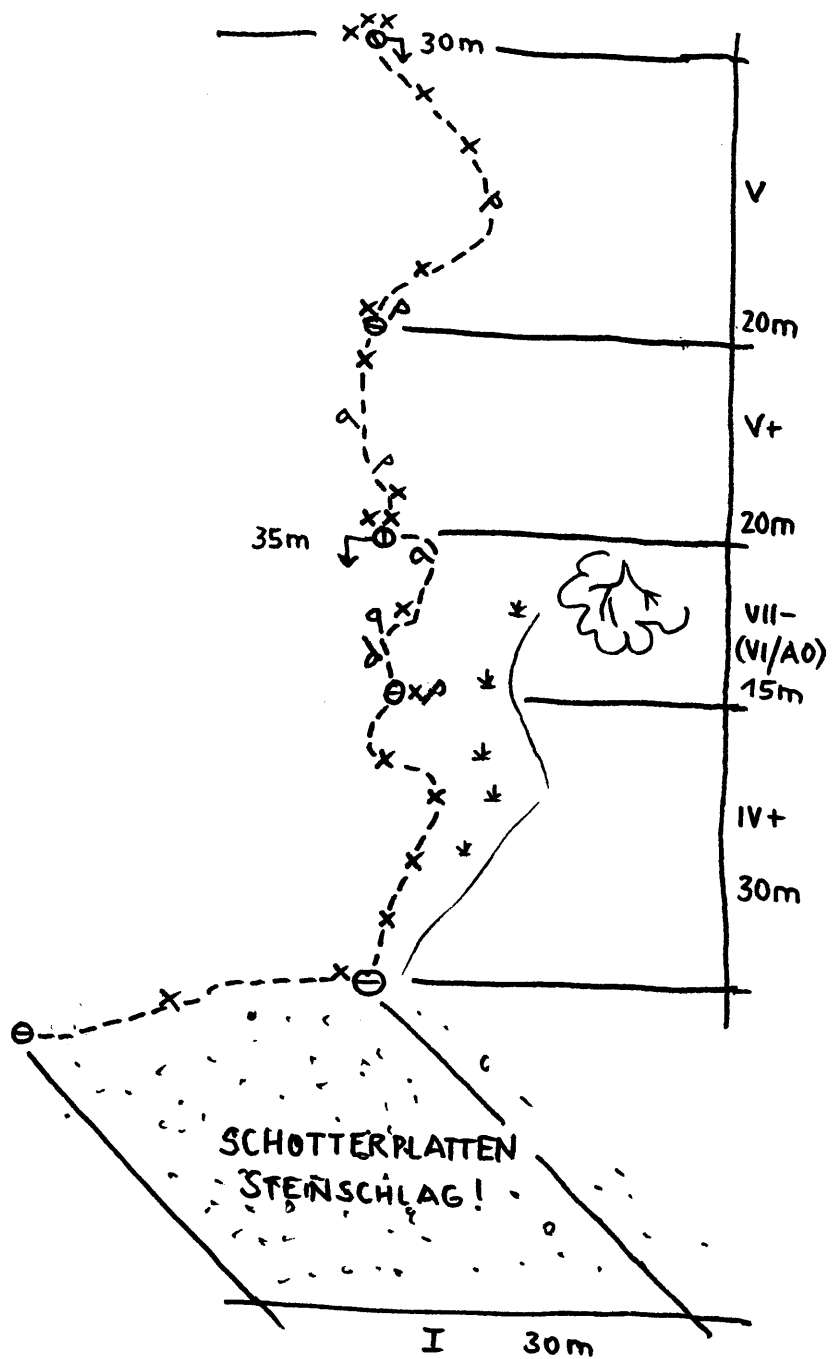 30m
V
20m
V+
20m
35m
VII-
(VI/A0)
15m
IV+
30m
SCHOTTERPLATTEN
STEINSCHLAG!
I 30m